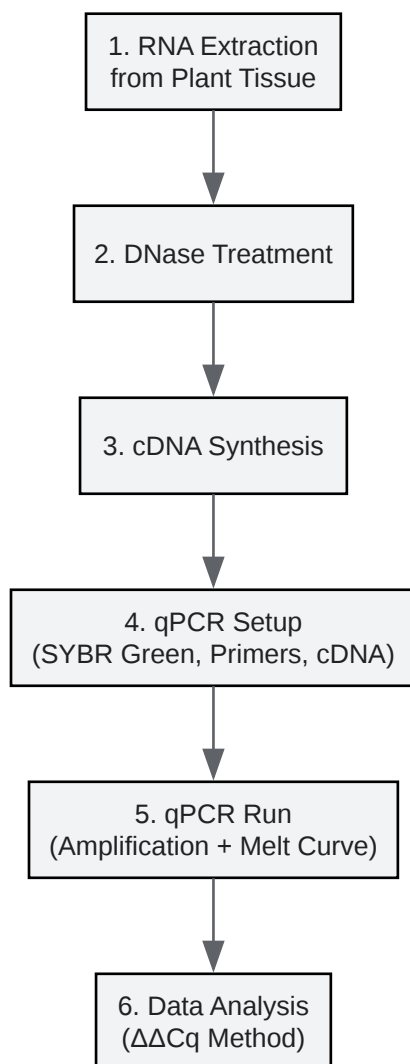 1. RNA Extraction
from Plant Tissue
2. DNase Treatment
3. cDNA Synthesis
4. qPCR Setup
(SYBR Green, Primers, cDNA)
5. qPCR Run
(Amplification + Melt Curve)
6. Data Analysis
(ΔΔCq Method)